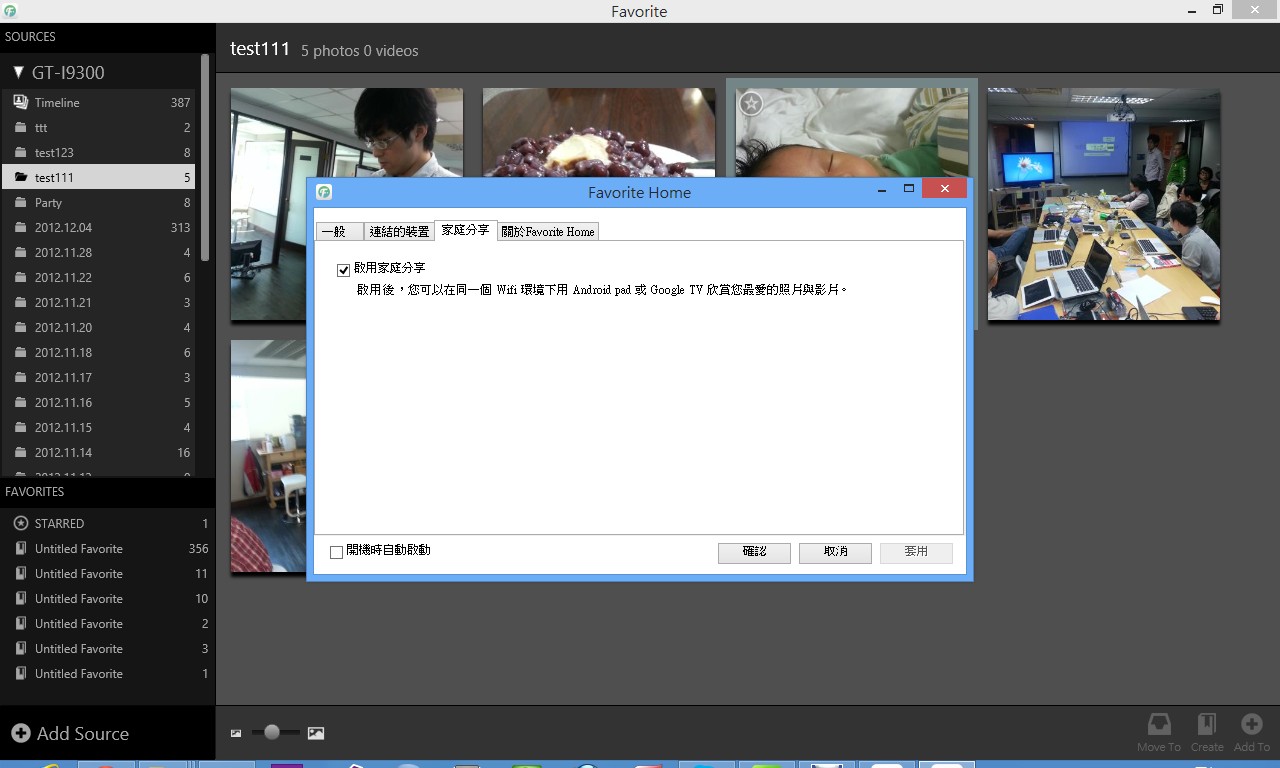 Favorite
SOURCES
GT-I9300
Timeline 387
ttt 2
test123 8
test111 5
Party 8
2012.12.04 313
2012.11.28 4
2012.11.22 6
2012.11.21 3
2012.11.20 4
2012.11.18 6
2012.11.17 3
2012.11.16 5
2012.11.15 4
2012.11.14 16
FAVORITES
STARRED 1
Untitled Favorite 356
Untitled Favorite 11
Untitled Favorite 10
Untitled Favorite 2
Untitled Favorite 3
Untitled Favorite 1
Add Source
test111 5 photos 0 videos
Favorite Home
一般 連結的裝置 家庭分享 關於Favorite Home
啟用家庭分享
啟用後，您可以在同一個 Wifi 環境下用 Android pad 或 Google TV 欣賞您最愛的照片與影片。
開機時自動啟動
確認 取消 套用
Move To Create Add To